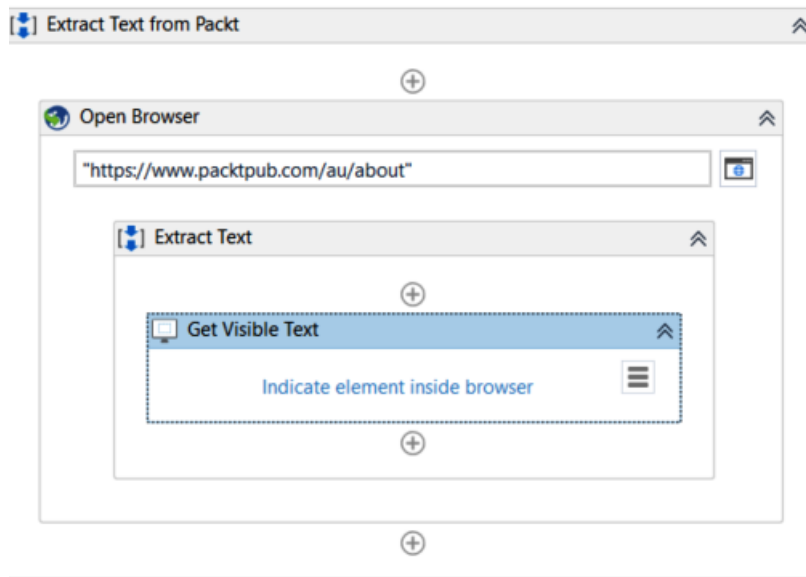 Extract Text from Packt
Open Browser
"https://www.packtpub.com/au/about"
Extract Text
Get Visible Text
Indicate element inside browser